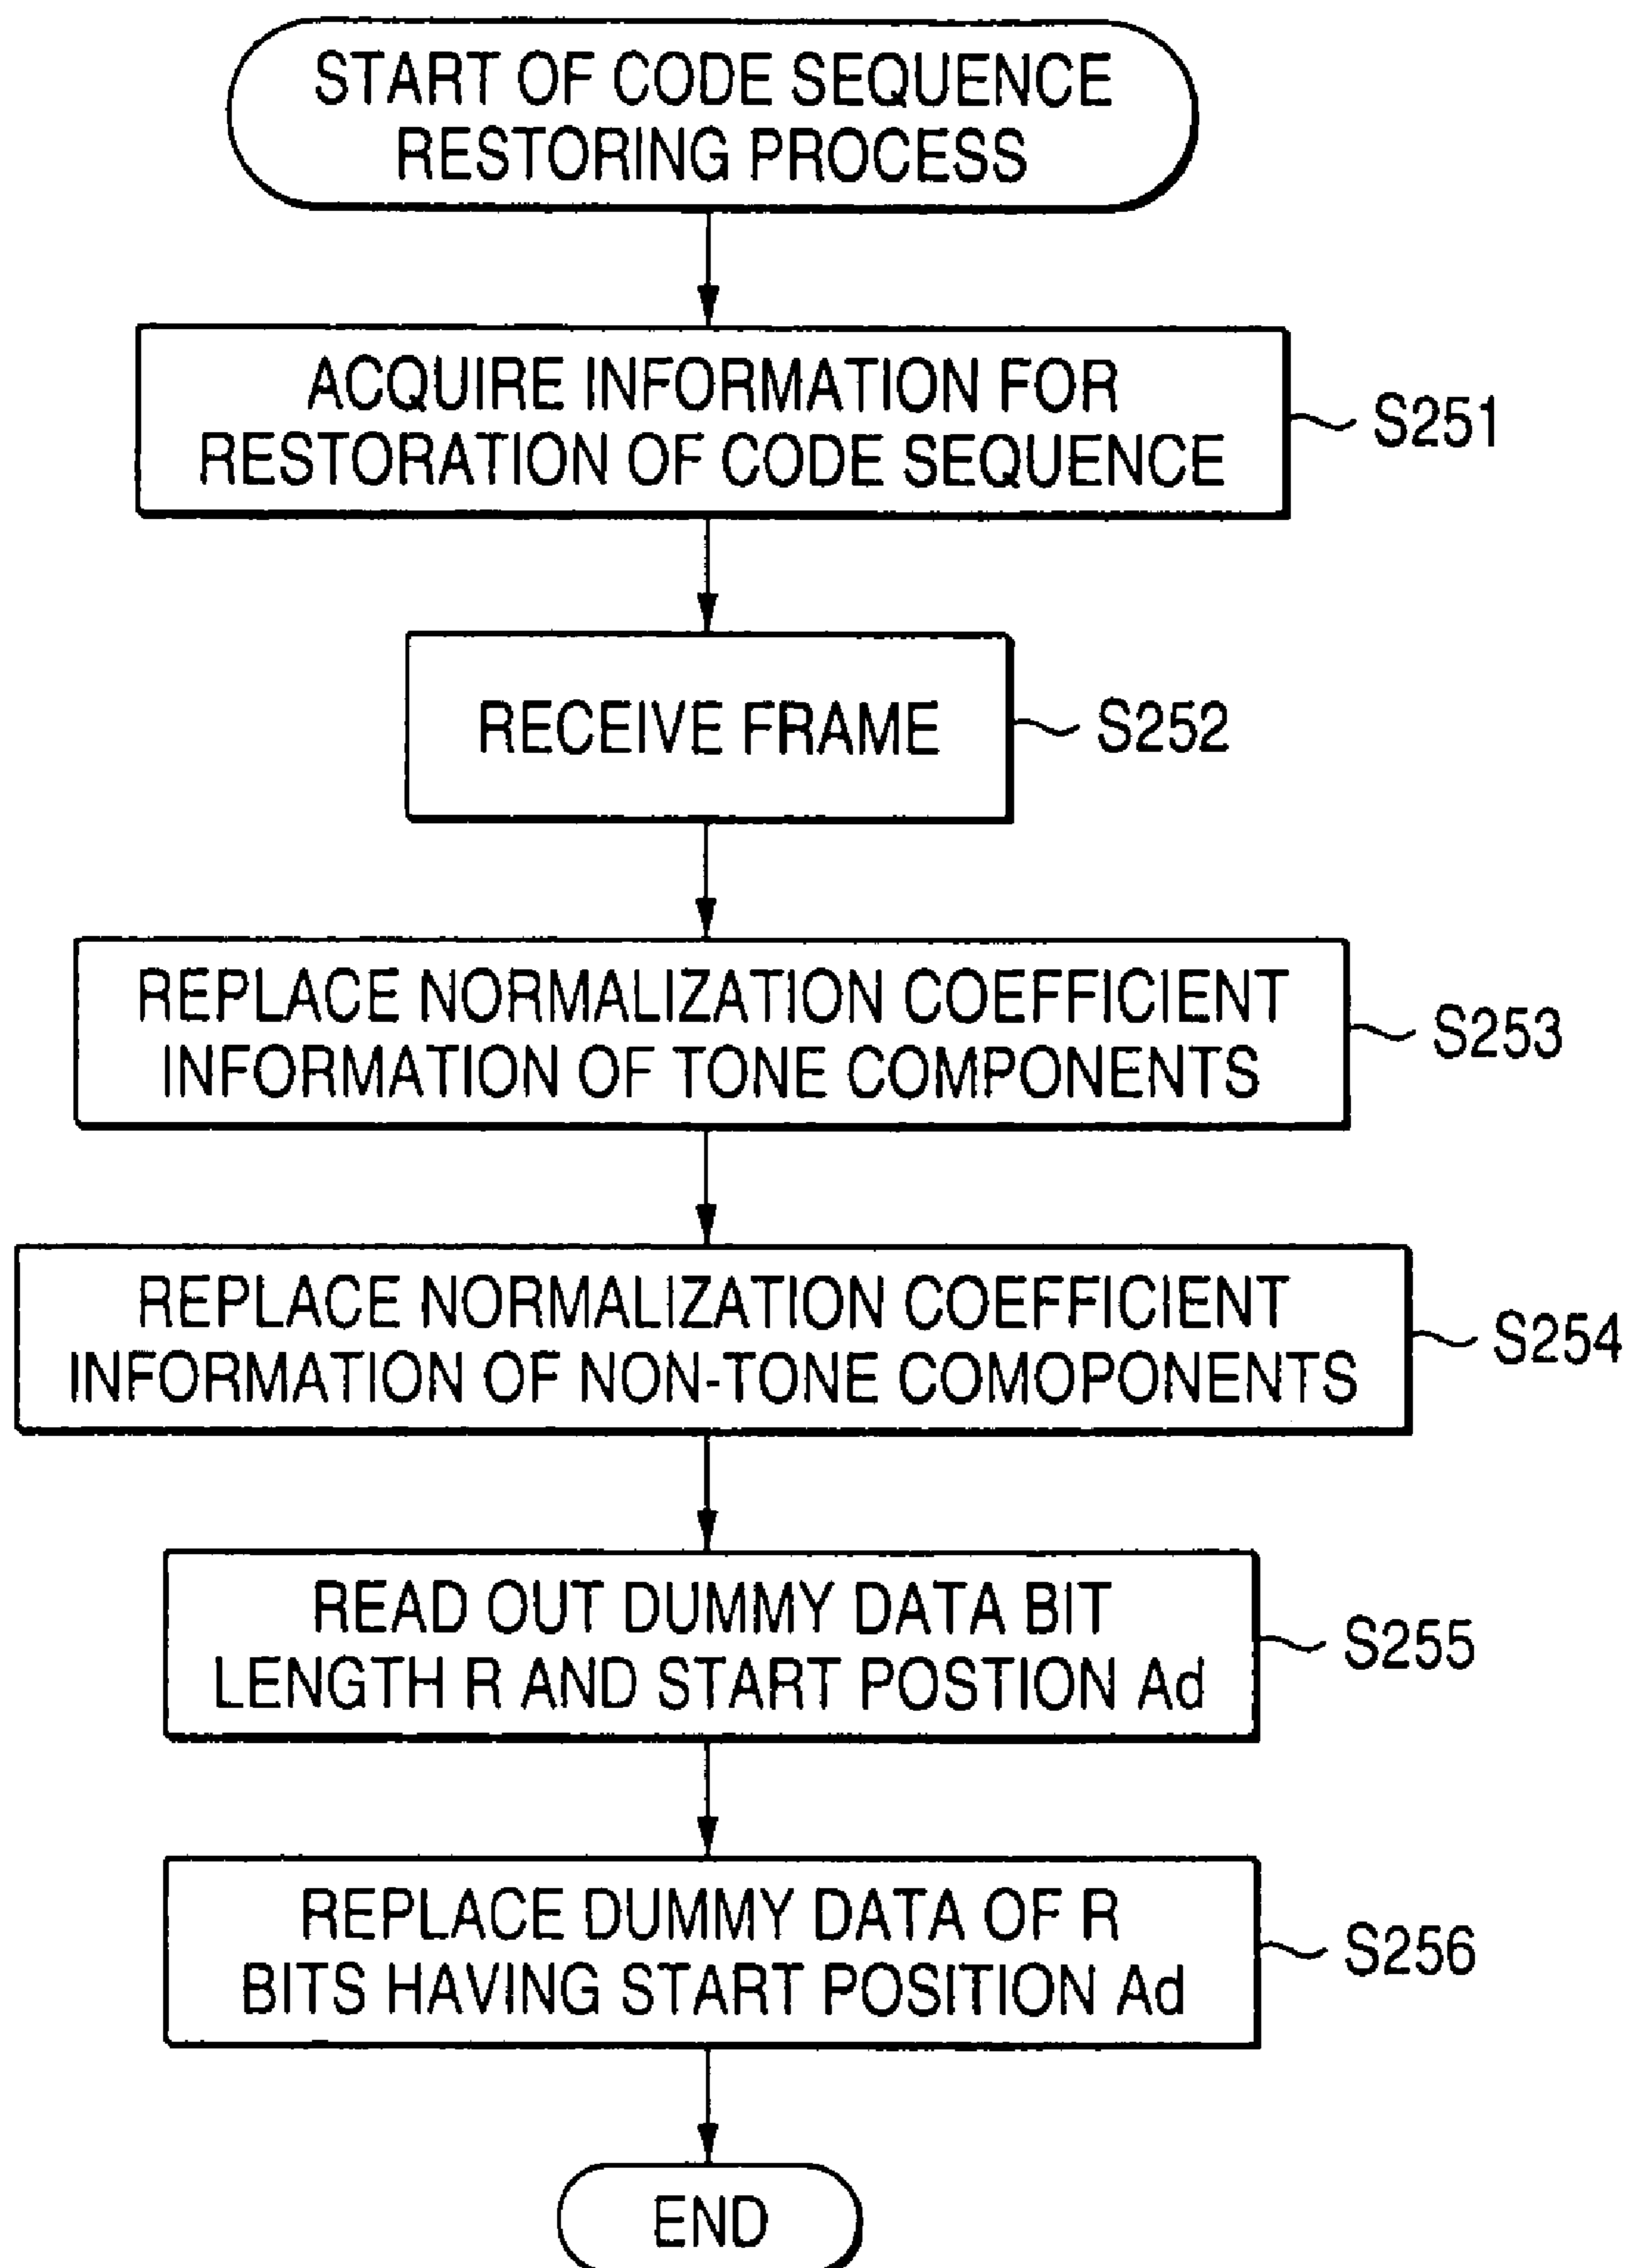 START OF CODE SEQUENCE
RESTORING PROCESS
ACQUIRE INFORMATION FOR
RESTORATION OF CODE SEQUENCE
S251
RECEIVE FRAME
S252
REPLACE NORMALIZATION COEFFICIENT
INFORMATION OF TONE COMPONENTS
S253
REPLACE NORMALIZATION COEFFICIENT
INFORMATION OF NON-TONE COMOPONENTS
S254
READ OUT DUMMY DATA BIT
LENGTH R AND START POSTION Ad
S255
REPLACE DUMMY DATA OF R
BITS HAVING START POSITION Ad
S256
END